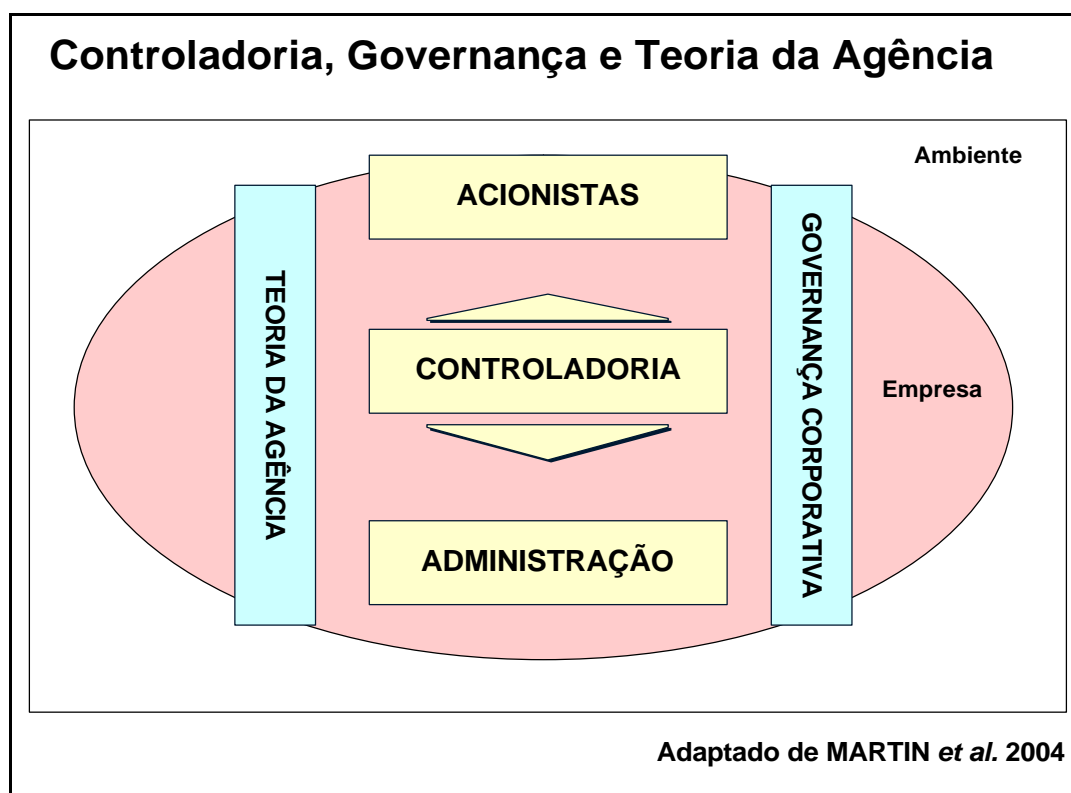 Controladoria, Governança e Teoria da Agência
Ambiente
ACIONISTAS
TEORIA DA AGÊNCIA
GOVERNANÇA CORPORATIVA
CONTROLADORIA
Empresa
ADMINISTRAÇÃO
Adaptado de MARTIN et al. 2004